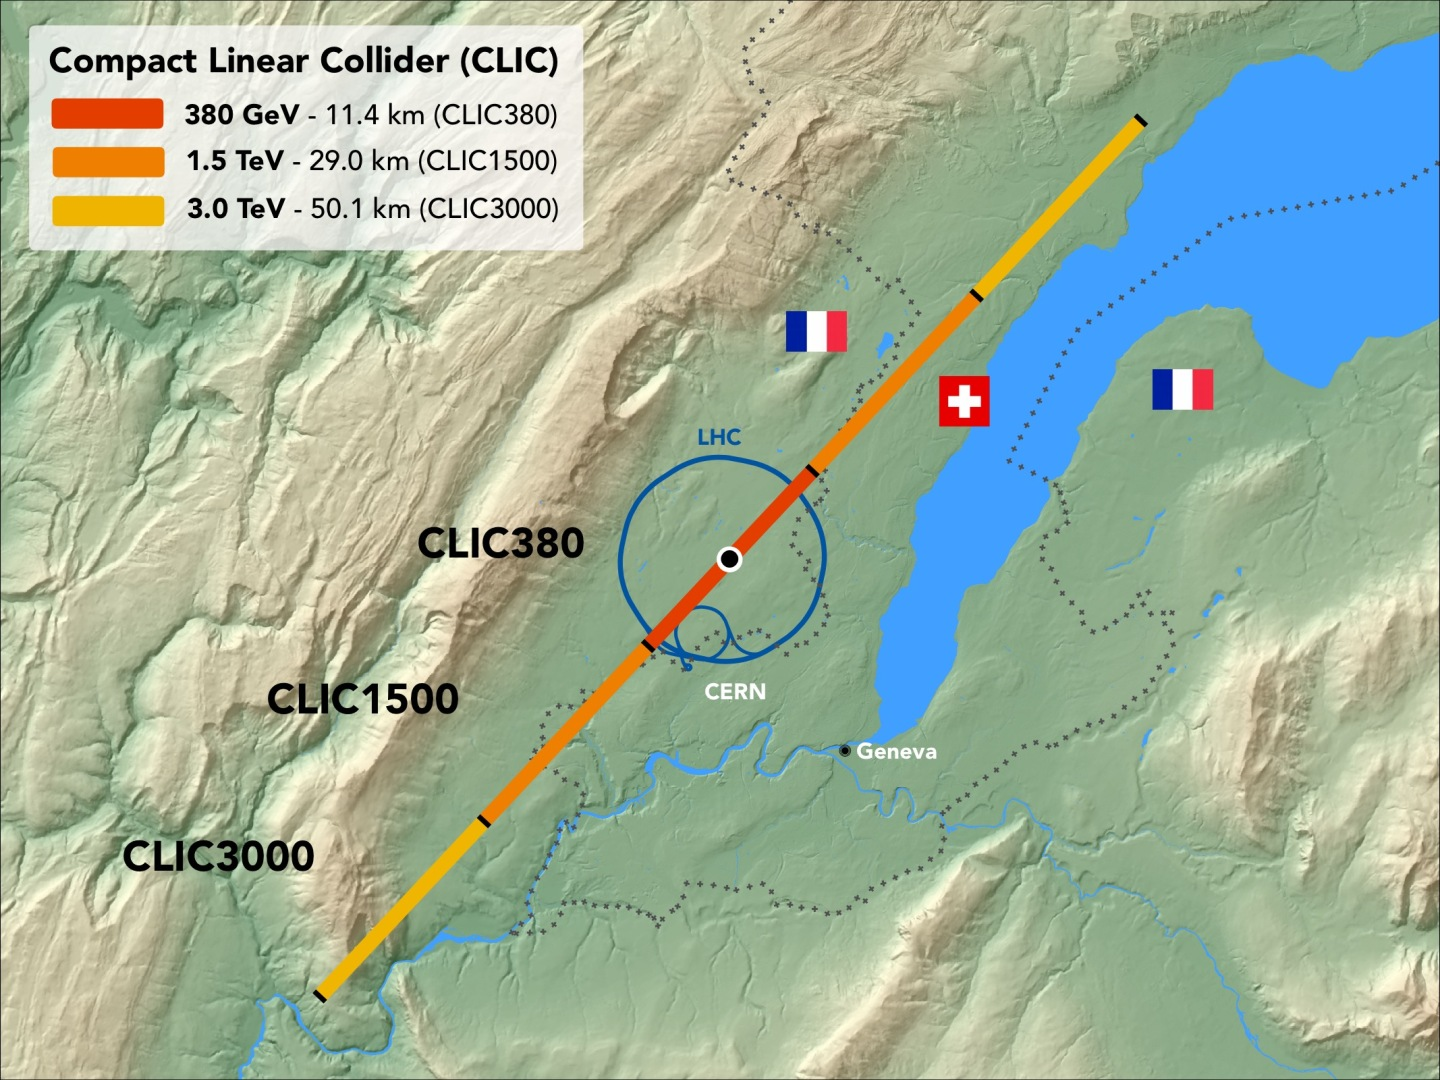 Compact Linear Collider (CLIC)
380 GeV - 11.4 km (CLIC380)
1.5 TeV - 29.0 km (CLIC1500)
3.0 TeV - 50.1 km (CLIC3000)
LHC
CLIC380
CLIC1500
CERN
Geneva
CLIC3000